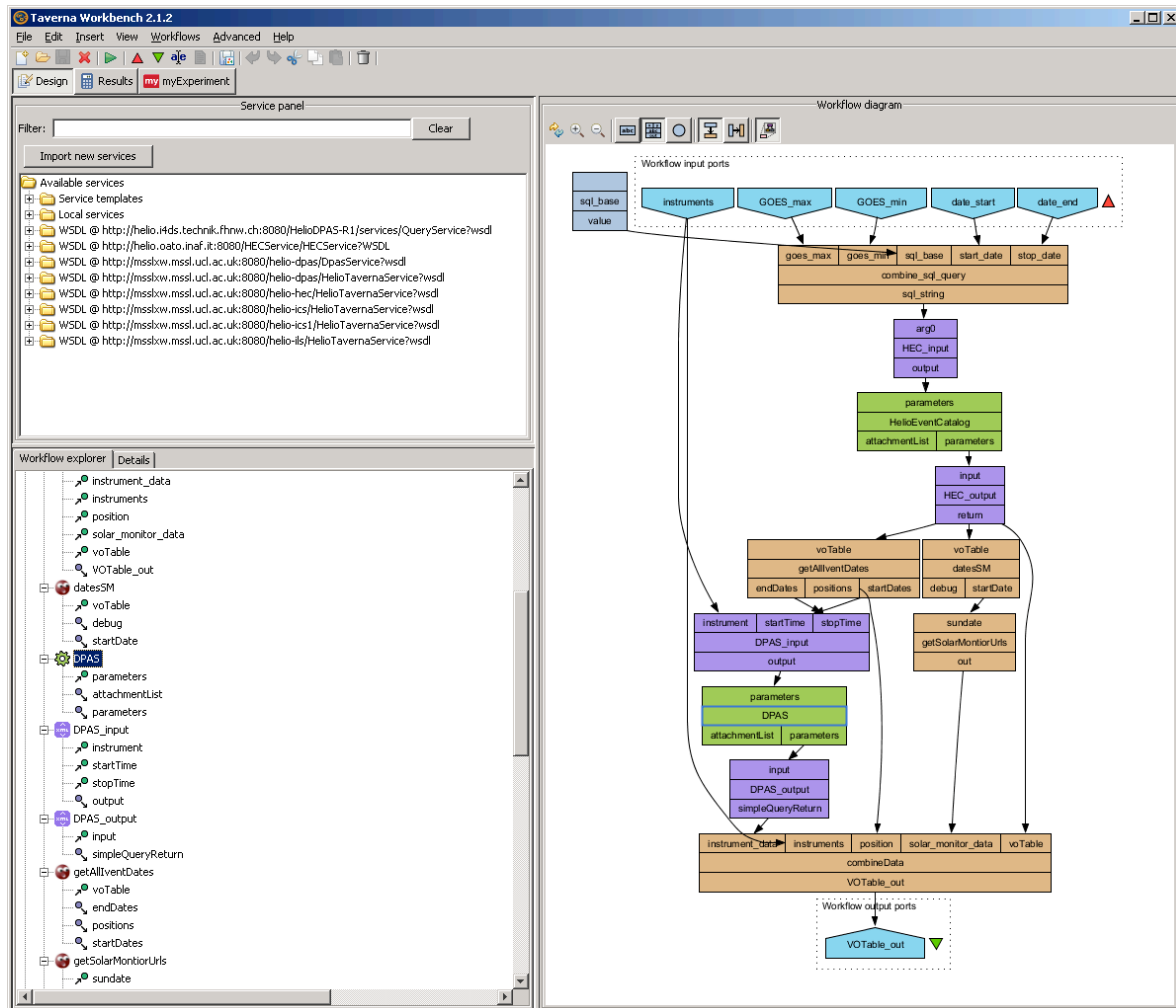 Taverna Workbench 2.1.2
File Edit Insert View Workflows Advanced Help
Design Results my myExperiment
Service panel
Filter: Clear
Import new services
Available services
Service templates
Local services
WSDL @ http://helio.i4ds.technik.fhnw.ch:8080/HelioDPAS-R1/services/QueryService?wsdl
WSDL @ http://helio.oato.inaf.it:8080/HECService/HECService?WSDL
WSDL @ http://msslxw.mssl.ucl.ac.uk:8080/helio-dpas/DpasService?wsdl
WSDL @ http://msslxw.mssl.ucl.ac.uk:8080/helio-dpas/HelioTavernaService?wsdl
WSDL @ http://msslxw.mssl.ucl.ac.uk:8080/helio-hec/HelioTavernaService?wsdl
WSDL @ http://msslxw.mssl.ucl.ac.uk:8080/helio-ics/HelioTavernaService?wsdl
WSDL @ http://msslxw.mssl.ucl.ac.uk:8080/helio-ics1/HelioTavernaService?wsdl
WSDL @ http://msslxw.mssl.ucl.ac.uk:8080/helio-ils/HelioTavernaService?wsdl
Workflow explorer Details
instrument_data
instruments
position
solar_monitor_data
voTable
VOTable_out
datesSM
voTable
debug
startDate
DPAS
parameters
attachmentList
parameters
DPAS_input
instrument
startTime
stopTime
output
DPAS_output
input
simpleQueryReturn
getAllIventDates
voTable
endDates
positions
startDates
getSolarMontiorUrls
sundate
Workflow diagram
Workflow input ports
sql_base
value
instruments GOES_max GOES_min date_start date_end
goes_max goes_min sql_base start_date stop_date
combine_sql_query
sql_string
arg0
HEC_input
output
parameters
HelioEventCatalog
attachmentList parameters
input
HEC_output
return
voTable
getAllIventDates
endDates positions startDates
voTable
datesSM
debug startDate
instrument startTime stopTime
DPAS_input
output
sundate
getSolarMontiorUrls
out
parameters
DPAS
attachmentList parameters
input
DPAS_output
simpleQueryReturn
instrument_data instruments position solar_monitor_data voTable
combineData
VOTable_out
Workflow output ports
VOTable_out